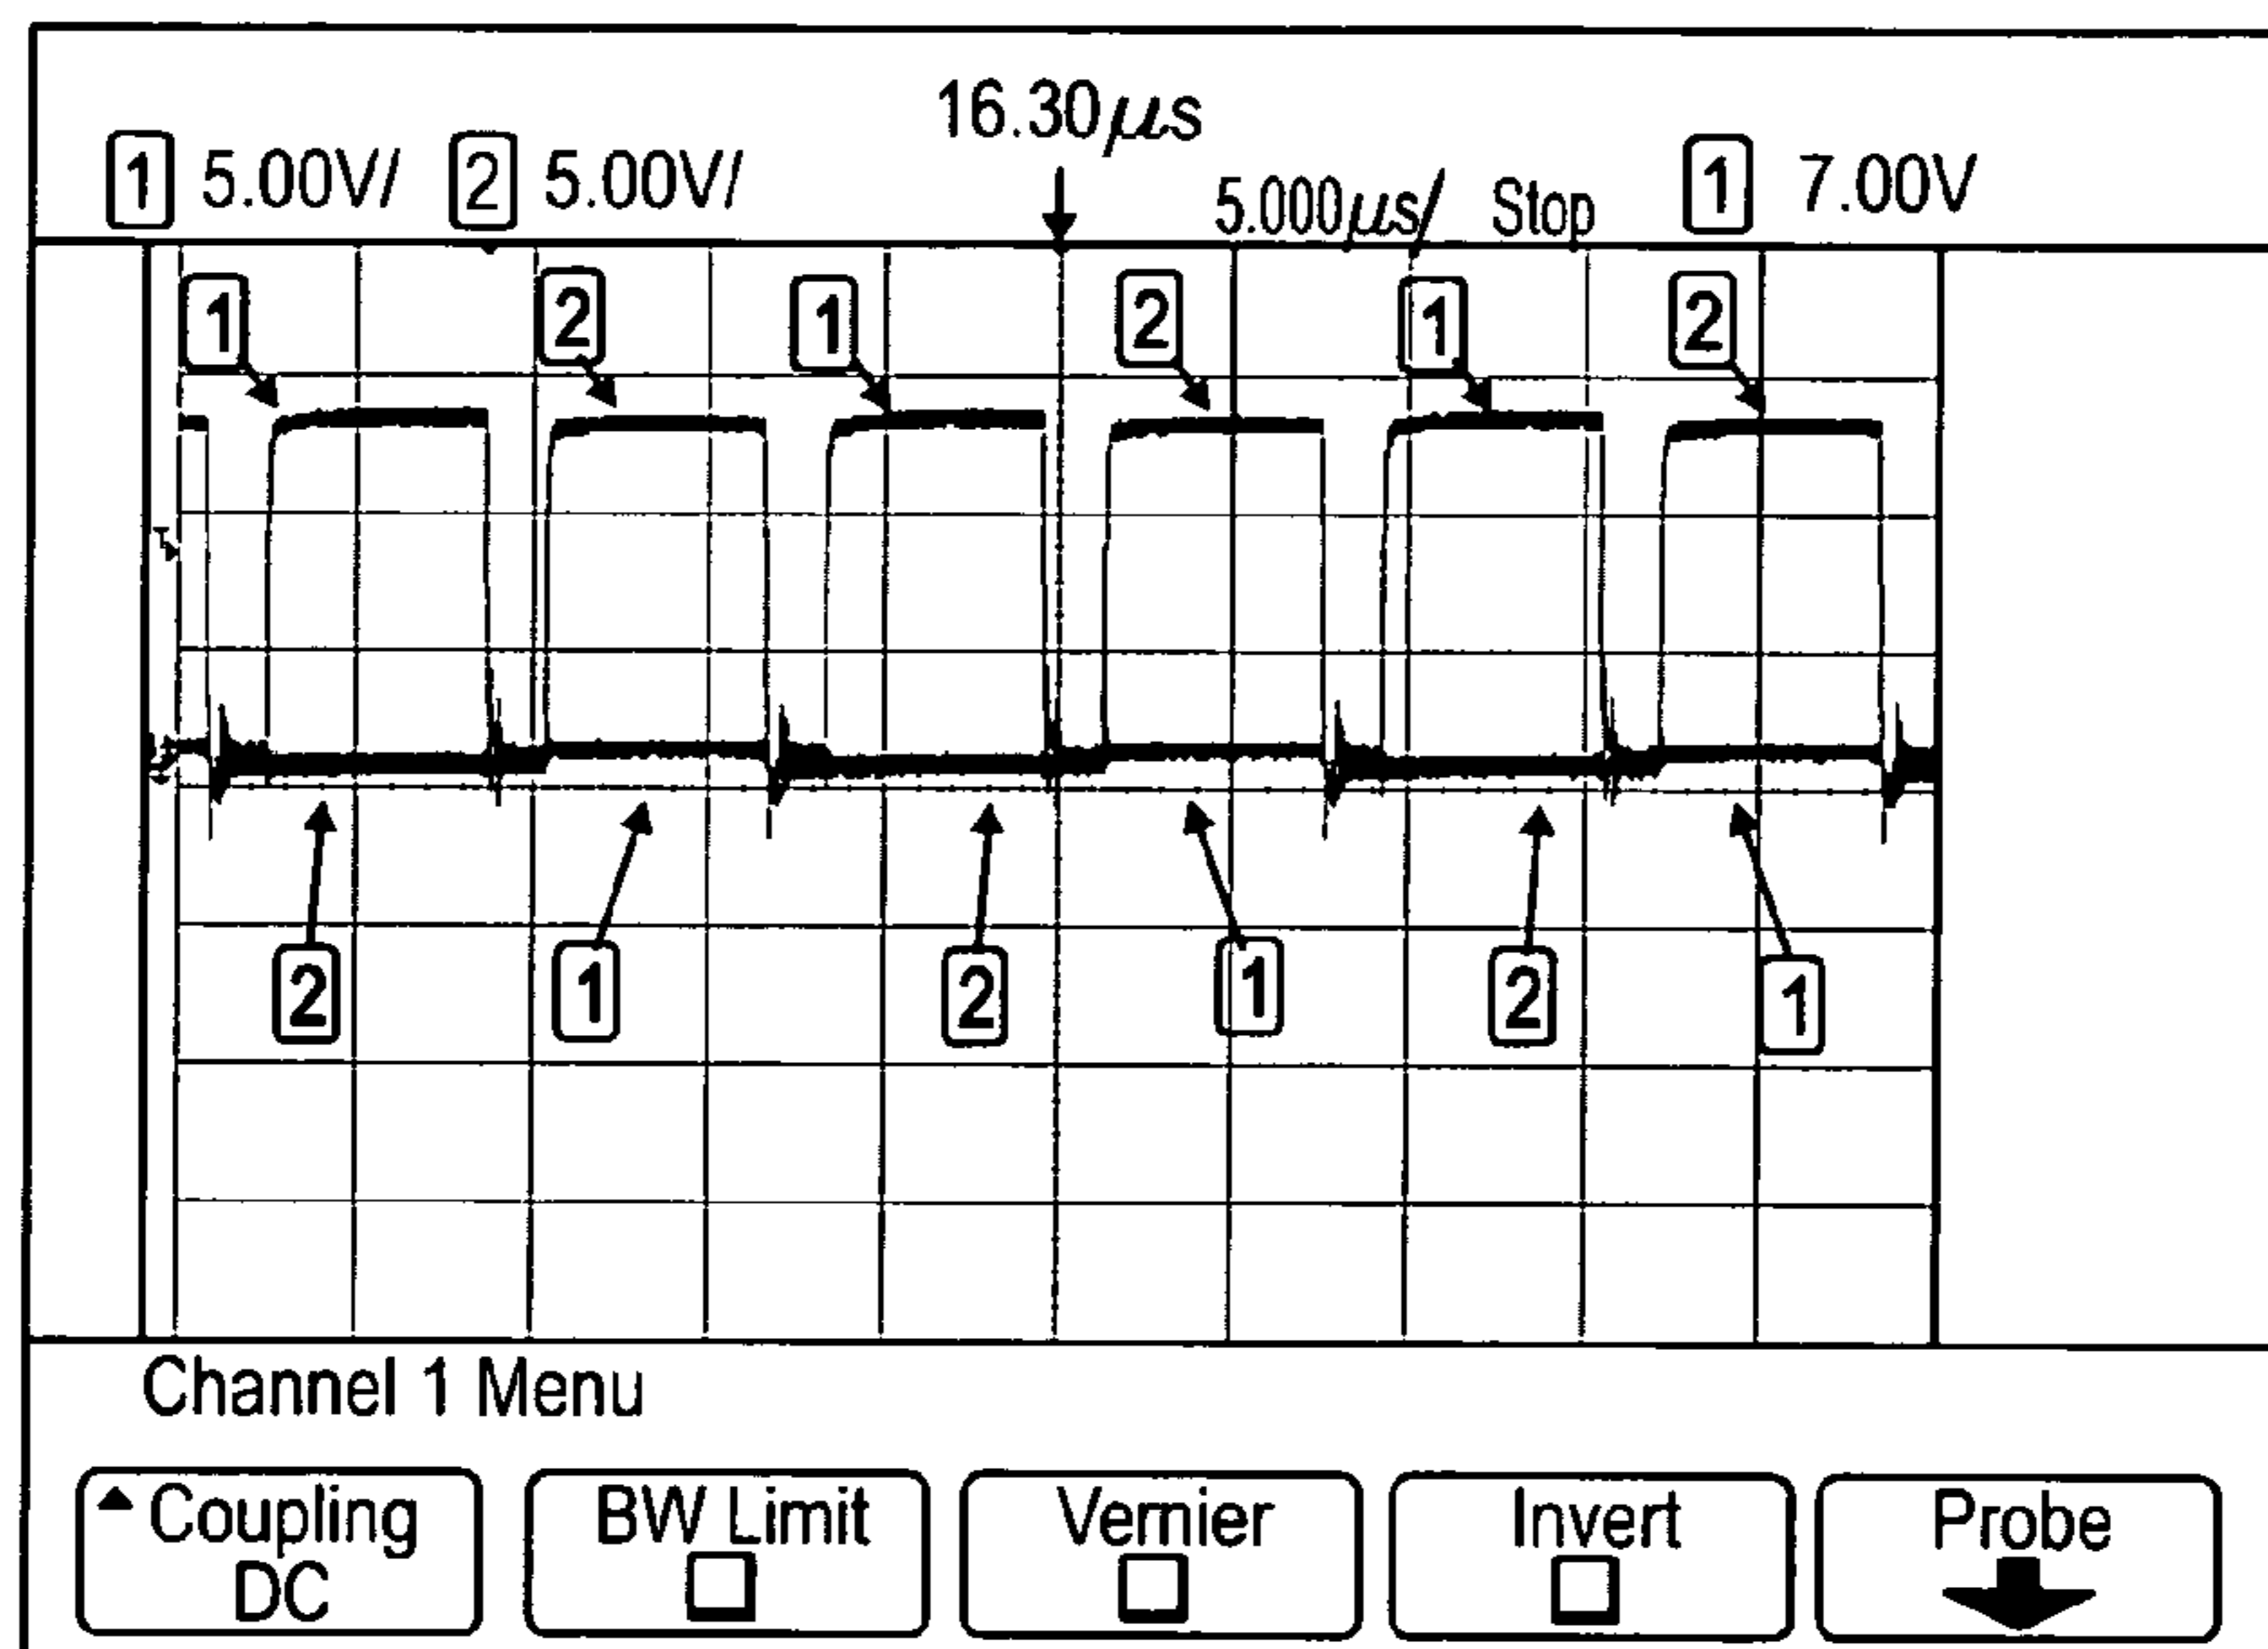 16.30μs
1 5.00V/ 2 5.00V/ 5.000μs/ Stop 1 7.00V
1 2 1 2 1 2
2 1 2 1 2 1
Channel 1 Menu
Coupling BW Limit Vernier Invert Probe
DC